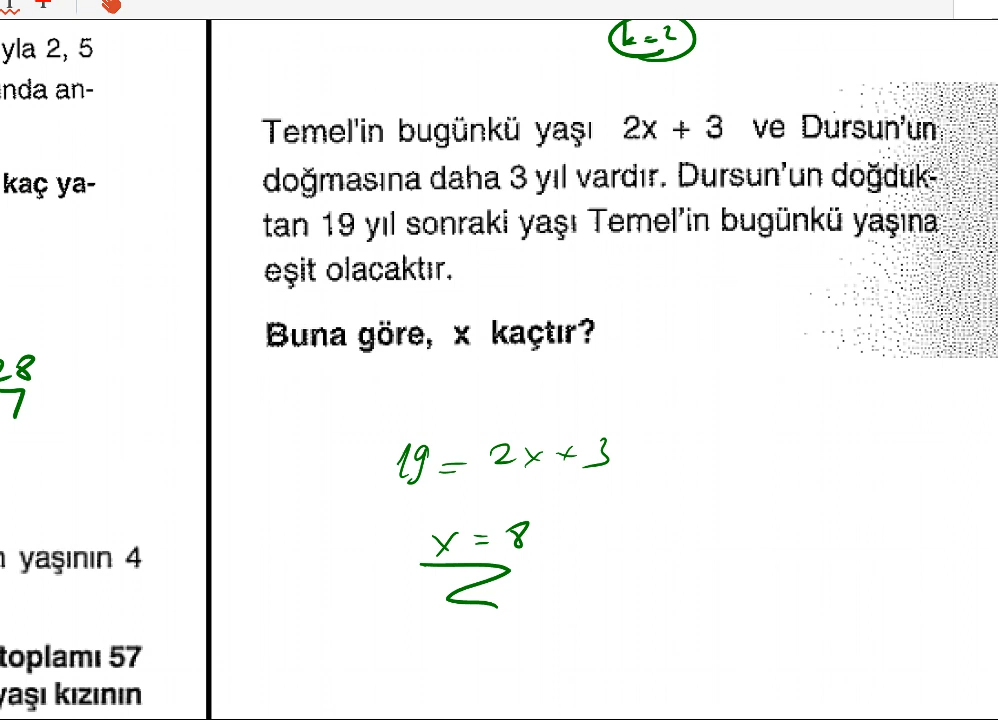 yla 2, 5
nda an-
kaç ya-
28
7
yaşının 4
toplamı 57
yaşı kızının
k=2
Temel'in bugünkü yaşı 2x + 3 ve Dursun'un
doğmasına daha 3 yıl vardır. Dursun'un doğduk-
tan 19 yıl sonraki yaşı Temel'in bugünkü yaşına
eşit olacaktır.
Buna göre, x kaçtır?
19 = 2x + 3
x = 8